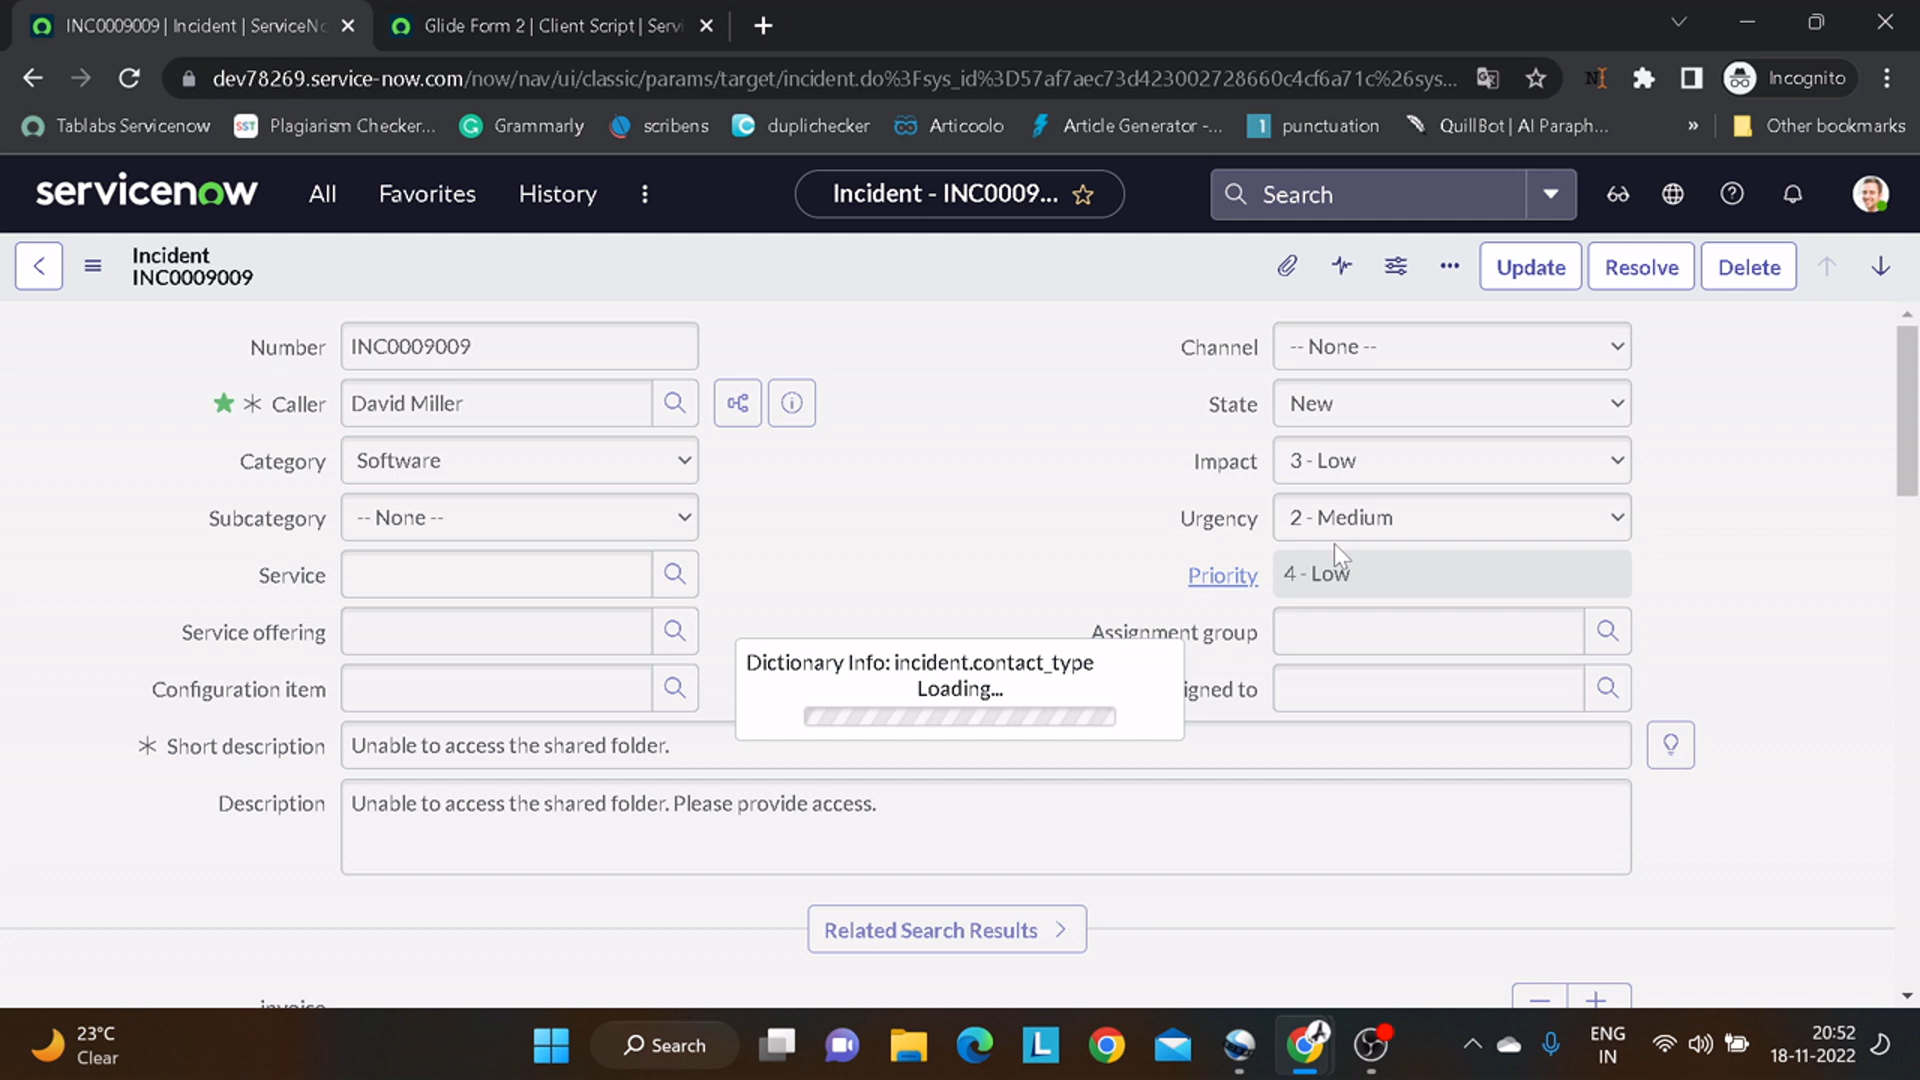 INC0009009 | Incident | ServiceNo
Glide Form 2 | Client Script | Servi
dev78269.service-now.com/now/nav/ui/classic/params/target/incident.do%3Fsys_id%3D57af7aec73d423002728660c4cf6a71c%26sys...
Incognito
Tablabs Servicenow
SST
Plagiarism Checker...
Grammarly
scribens
duplichecker
Articoolo
Article Generator -...
1
punctuation
QuillBot | AI Paraph...
»
Other bookmarks
servicenow
All
Favorites
History
Incident - INC0009...
Search
Incident
INC0009009
Update
Resolve
Delete
Number
INC0009009
Channel
-- None --
Caller
David Miller
State
New
Category
Software
Impact
3 - Low
Subcategory
-- None --
Urgency
2 - Medium
Service
Priority
4 - Low
Service offering
Assignment group
Configuration item
igned to
Dictionary Info: incident.contact_type
Loading...
* Short description
Unable to access the shared folder.
Description
Unable to access the shared folder. Please provide access.
Related Search Results
invoice
23°C
Clear
Search
L
ENG
IN
20:52
18-11-2022